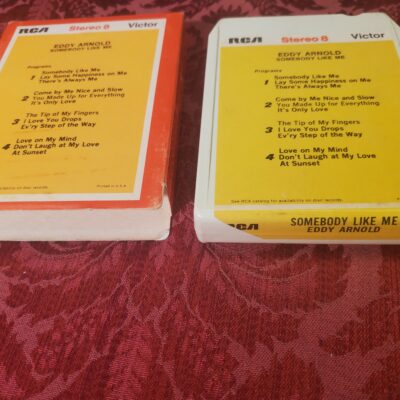 RCA Stereo 8 Victor
EDDY ARNOLD
SOMEBODY LIKE ME
Programs
Somebody Like Me
1 Lay Some Happiness on Me
There's Always Me
Come by Me Nice and Slow
2 You Made Up for Everything
It's Only Love
The Tip of My Fingers
3 I Love You Drops
Ev'ry Step of the Way
Love on My Mind
4 Don't Laugh at My Love
At Sunset
availability on disc records.
Printed in U.S.A.
RCA Stereo 8 Victor
EDDY ARNOLD
SOMEBODY LIKE ME
Programs
Somebody Like Me
1 Lay Some Happiness on Me
There's Always Me
Come by Me Nice and Slow
2 You Made Up for Everything
It's Only Love
The Tip of My Fingers
3 I Love You Drops
Ev'ry Step of the Way
Love on My Mind
4 Don't Laugh at My Love
At Sunset
See RCA catalog for availability on disc records.
RCA SOMEBODY LIKE ME
EDDY ARNOLD